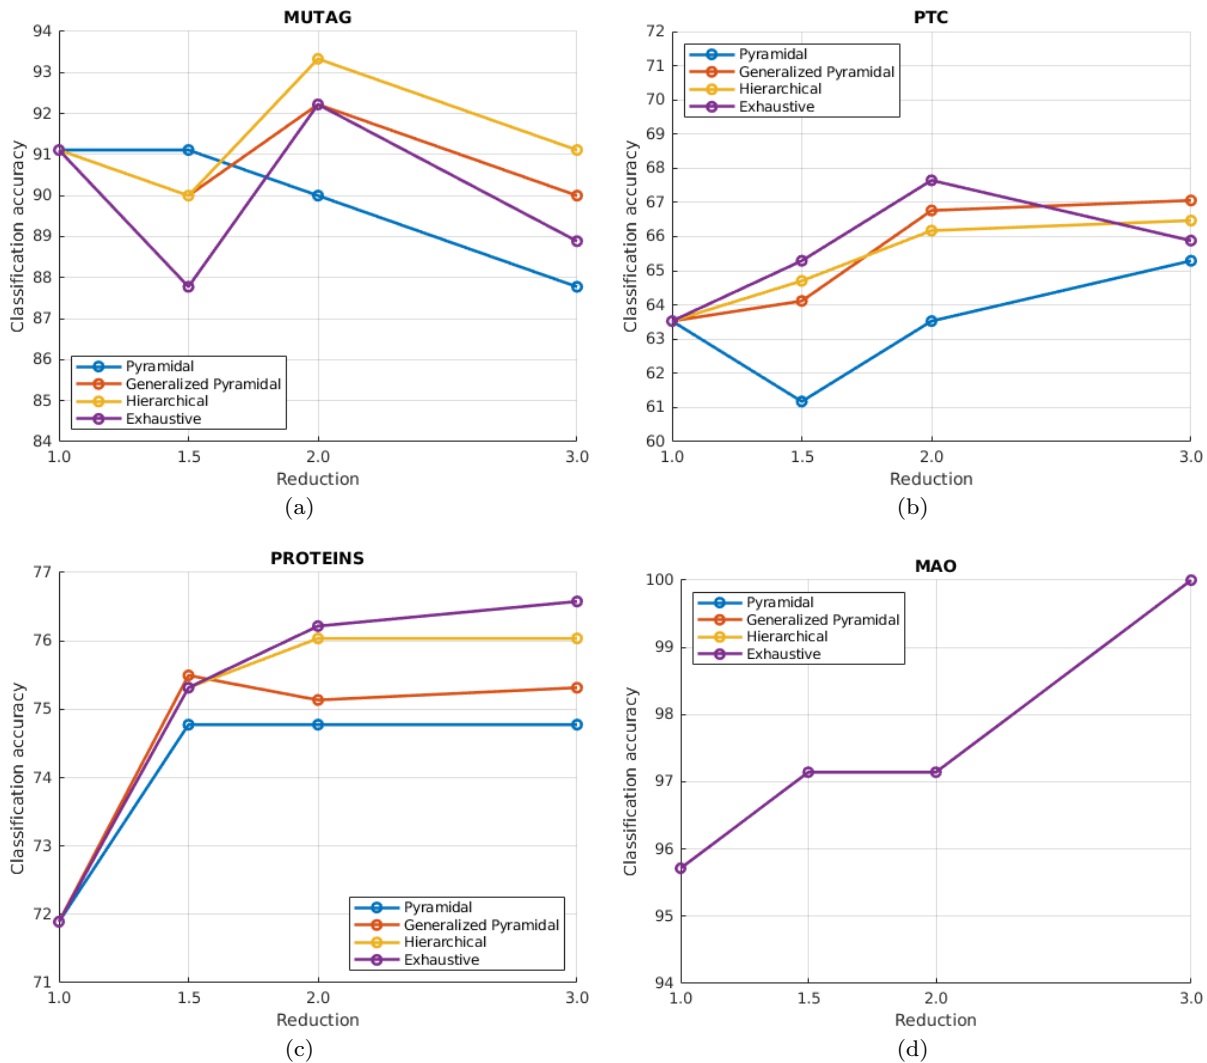 MUTAG
94
93
92
91
90
89
88
87
86
85
84
Classification accuracy
Pyramidal
Generalized Pyramidal
Hierarchical
Exhaustive
1.0 1.5 2.0 3.0
Reduction
(a)
PTC
72
71
70
69
68
67
66
65
64
63
62
61
60
Classification accuracy
Pyramidal
Generalized Pyramidal
Hierarchical
Exhaustive
1.0 1.5 2.0 3.0
Reduction
(b)
PROTEINS
77
76
75
74
73
72
71
Classification accuracy
Pyramidal
Generalized Pyramidal
Hierarchical
Exhaustive
1.0 1.5 2.0 3.0
Reduction
(c)
MAO
100
99
98
97
96
95
94
Classification accuracy
Pyramidal
Generalized Pyramidal
Hierarchical
Exhaustive
1.0 1.5 2.0 3.0
Reduction
(d)